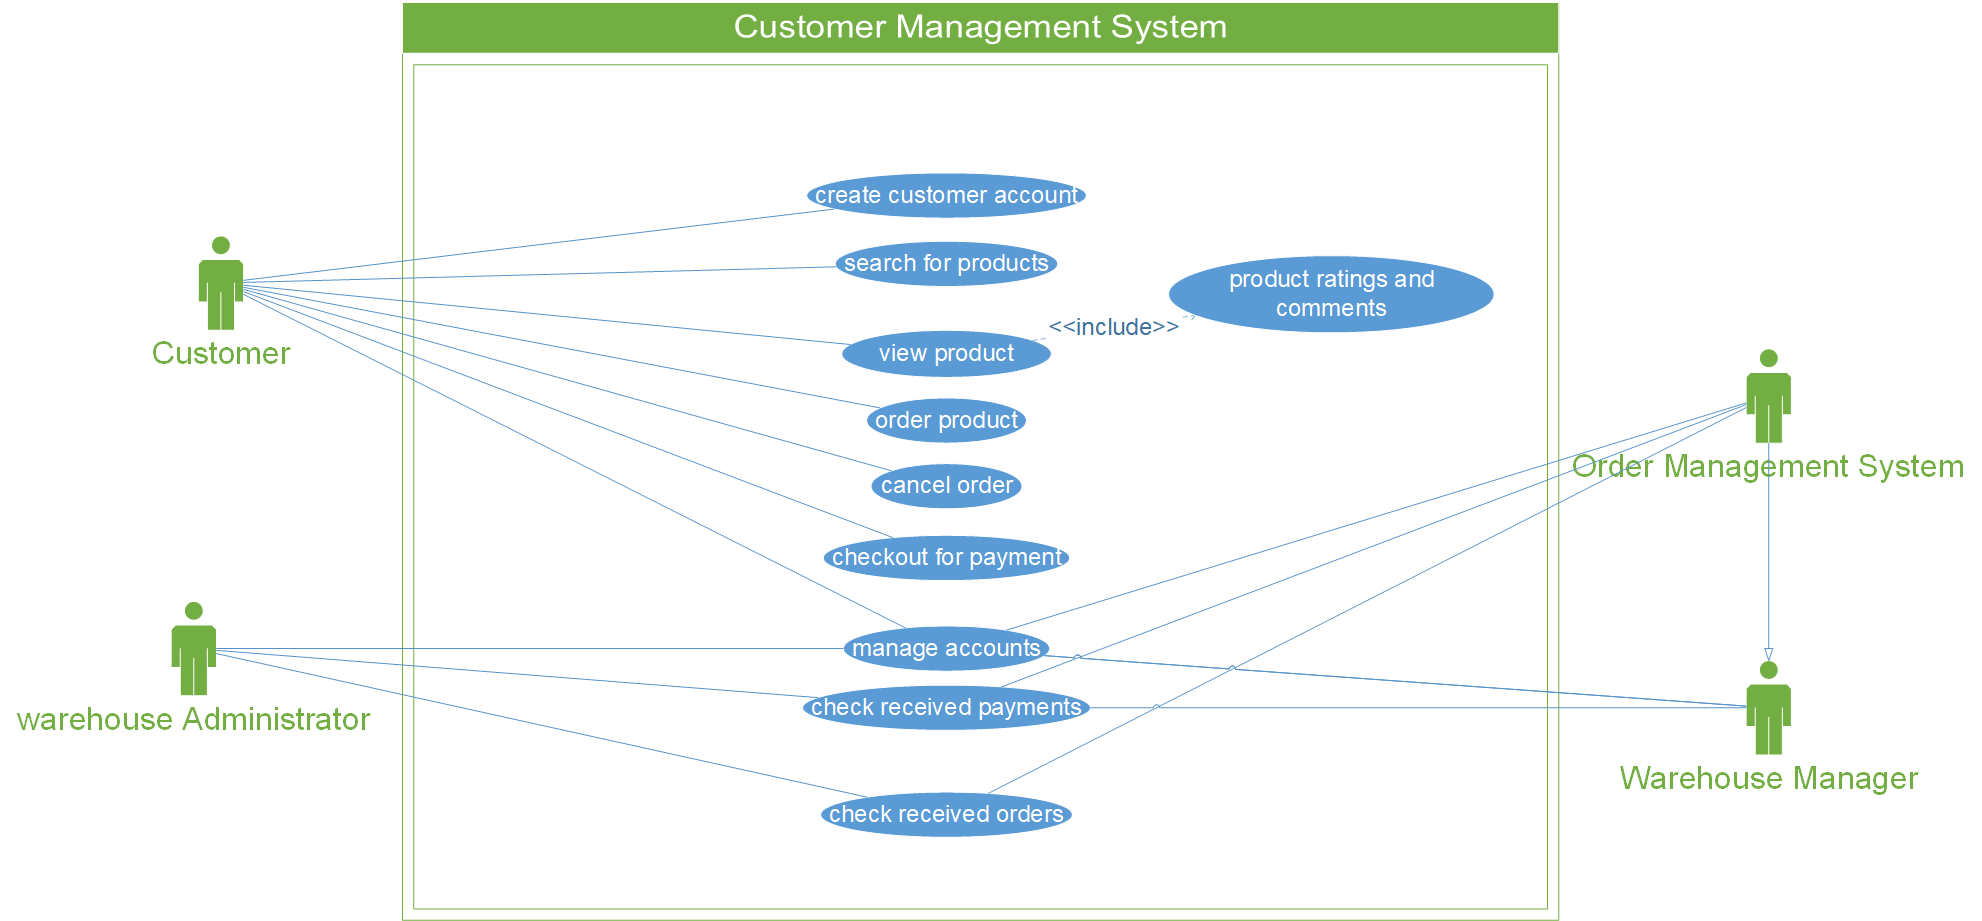 Customer Management System
create customer account
search for products
product ratings and
comments
<<include>>
view product
Customer
order product
Order Management System
cancel order
checkout for payment
manage accounts
check received payments
warehouse Administrator
Warehouse Manager
check received orders